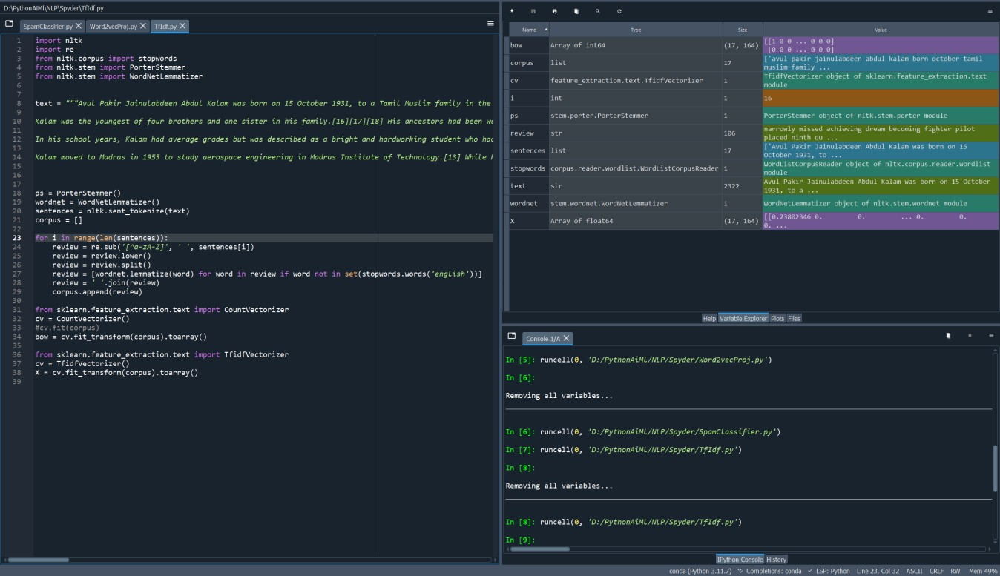 D:\PythonAiMl\NLP\Spyder\TfIdf.py
SpamClassifier.py
Word2vecProj.py
TfIdf.py
1 import nltk
2 import re
3 from nltk.corpus import stopwords
4 from nltk.stem import PorterStemmer
5 from nltk.stem import WordNetLemmatizer
6
7
8 text = """Avul Pakir Jainulabdeen Abdul Kalam was born on 15 October 1931, to a Tamil Muslim family in the
9
10 Kalam was the youngest of four brothers and one sister in his family.[16][17][18] His ancestors had been we
11
12 In his school years, Kalam had average grades but was described as a bright and hardworking student who had
13
14 Kalam moved to Madras in 1955 to study aerospace engineering in Madras Institute of Technology.[13] While
15
16
17
18 ps = PorterStemmer()
19 wordnet = WordNetLemmatizer()
20 sentences = nltk.sent_tokenize(text)
21 corpus = []
22
23 for i in range(len(sentences)):
24 review = re.sub('[^a-zA-Z]', ' ', sentences[i])
25 review = review.lower()
26 review = review.split()
27 review = [wordnet.lemmatize(word) for word in review if word not in set(stopwords.words('english'))]
28 review = ' '.join(review)
29 corpus.append(review)
30
31 from sklearn.feature_extraction.text import CountVectorizer
32 cv = CountVectorizer()
33 #cv.fit(corpus)
34 bow = cv.fit_transform(corpus).toarray()
35
36 from sklearn.feature_extraction.text import TfidfVectorizer
37 cv = TfidfVectorizer()
38 X = cv.fit_transform(corpus).toarray()
39
Name Type Size Value
bow Array of int64 (17, 164) [[1 0 0 ... 0 0 0]
[0 0 0 ... 0 0 0]
corpus list 17 ['avul pakir jainulabdeen abdul kalam born october tamil
muslim family ...
cv feature_extraction.text.TfidfVectorizer 1 TfidfVectorizer object of sklearn.feature_extraction.text
module
i int 1 16
ps stem.porter.PorterStemmer 1 PorterStemmer object of nltk.stem.porter module
review str 106 narrowly missed achieving dream becoming fighter pilot
placed ninth qu ...
sentences list 17 ['Avul Pakir Jainulabdeen Abdul Kalam was born on 15
October 1931, to ...
stopwords corpus.reader.wordlist.WordListCorpusReader 1 WordListCorpusReader object of nltk.corpus.reader.wordlist
module
text str 2322 Avul Pakir Jainulabdeen Abdul Kalam was born on 15 October
1931, to a ...
wordnet stem.wordnet.WordNetLemmatizer 1 WordNetLemmatizer object of nltk.stem.wordnet module
X Array of float64 (17, 164) [[0.23802346 0. 0. ... 0. 0.
0. ...
Help Variable Explorer Plots Files
Console 1/A
In [5]: runcell(0, 'D:/PythonAiMl/NLP/Spyder/Word2vecProj.py')
In [6]:
Removing all variables...
In [6]: runcell(0, 'D:/PythonAiMl/NLP/Spyder/SpamClassifier.py')
In [7]: runcell(0, 'D:/PythonAiMl/NLP/Spyder/TfIdf.py')
In [8]:
Removing all variables...
In [8]: runcell(0, 'D:/PythonAiMl/NLP/Spyder/TfIdf.py')
In [9]:
IPython Console History
conda (Python 3.11.7) Completions: conda LSP: Python Line 23, Col 32 ASCII CRLF RW Mem 49%